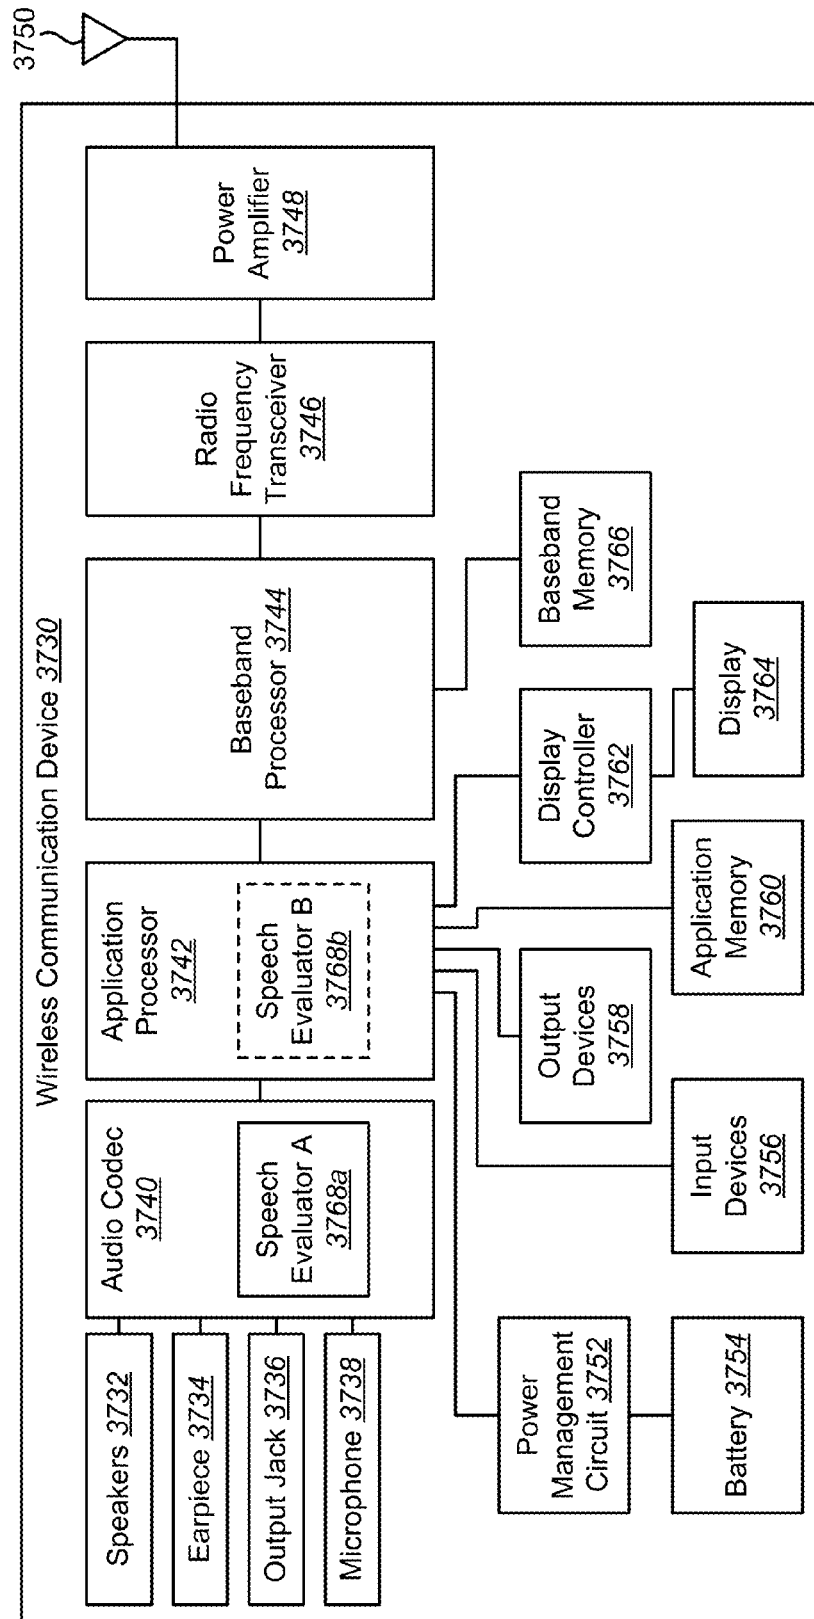 Wireless Communication Device 3730
3750
Speakers 3732
Earpiece 3734
Output Jack 3736
Microphone 3738
Audio Codec
3740
Speech
Evaluator A
3768a
Application
Processor
3742
Speech
Evaluator B
3768b
Baseband
Processor 3744
Radio
Frequency
Transceiver
3746
Power
Amplifier
3748
Power
Management
Circuit 3752
Battery 3754
Input
Devices
3756
Output
Devices
3758
Application
Memory
3760
Display
Controller
3762
Display
3764
Baseband
Memory
3766